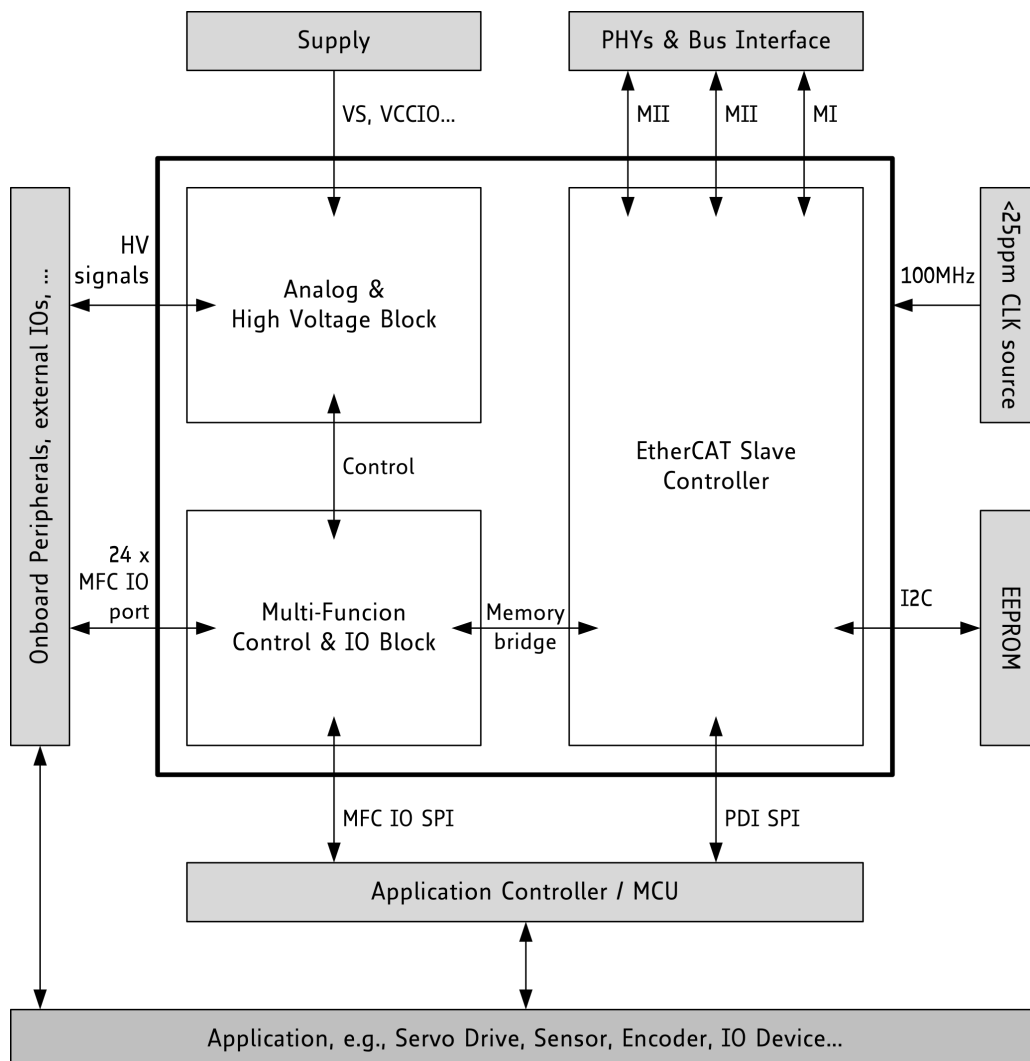 Supply
PHYs & Bus Interface
VS, VCCIO...
MII
MII
MI
Onboard Peripherals, external IOs, ...
HV
signals
Analog &
High Voltage Block
100MHz
<25ppm CLK source
Control
EtherCAT Slave
Controller
24 x
MFC IO
port
Multi-Funcion
Control & IO Block
Memory
bridge
I2C
EEPROM
MFC IO SPI
PDI SPI
Application Controller / MCU
Application, e.g., Servo Drive, Sensor, Encoder, IO Device...